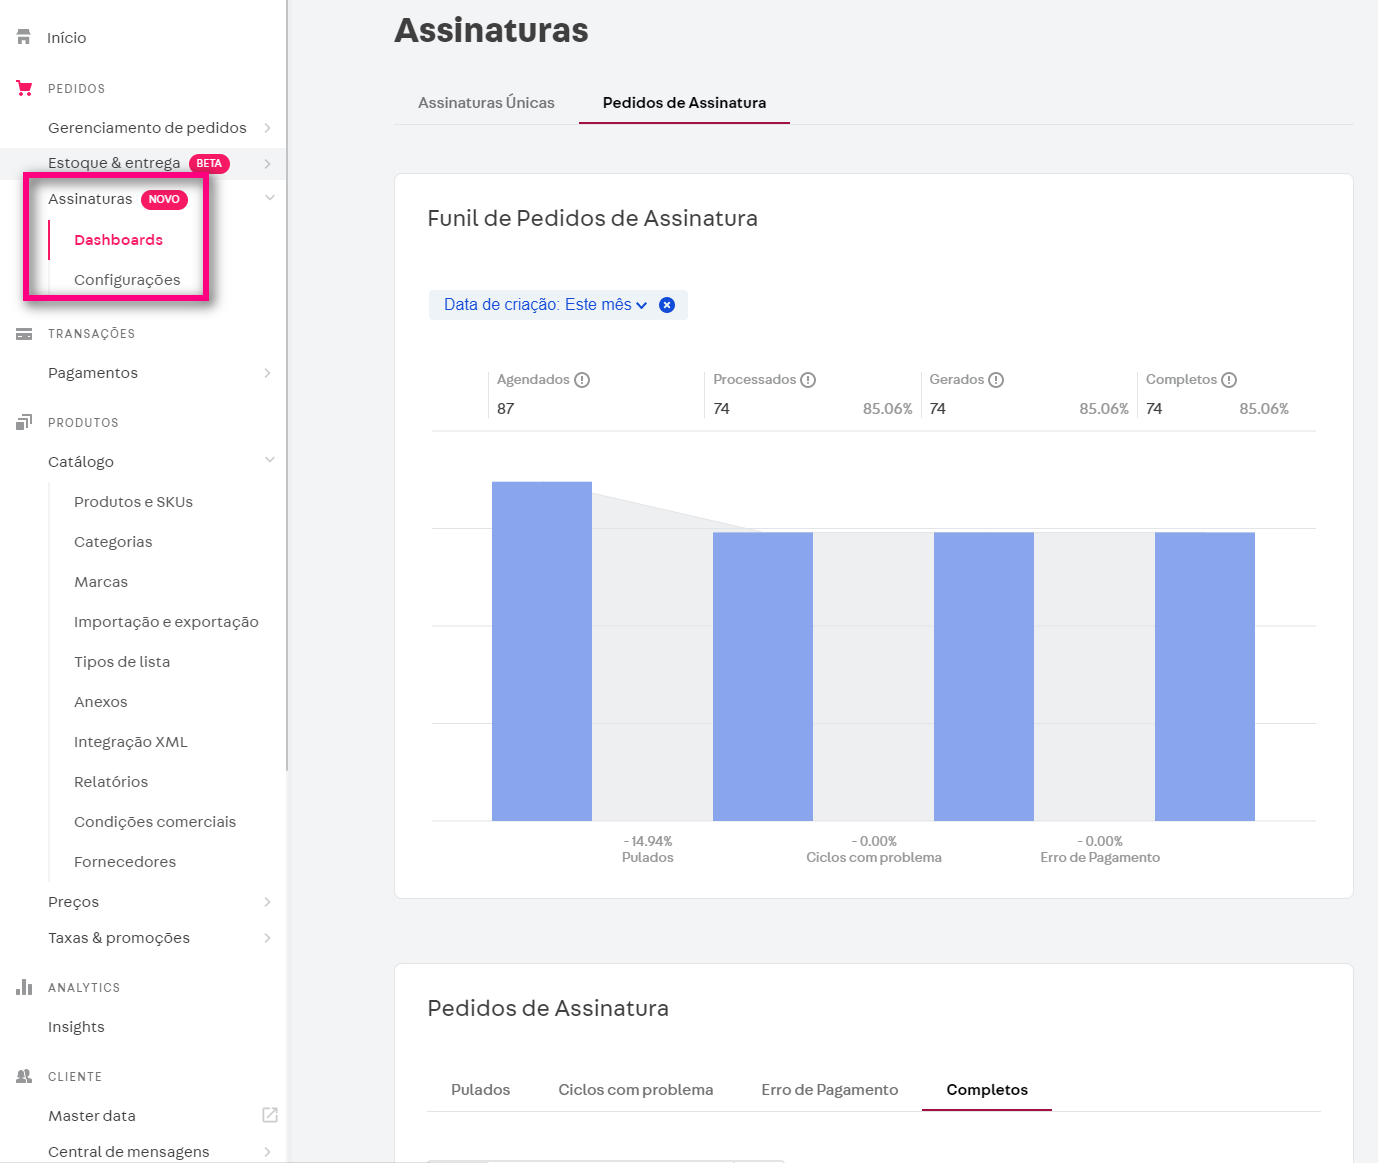 Início
PEDIDOS
Gerenciamento de pedidos
Estoque & entrega BETA
Assinaturas NOVO
Dashboards
Configurações
TRANSAÇÕES
Pagamentos
PRODUTOS
Catálogo
Produtos e SKUs
Categorias
Marcas
Importação e exportação
Tipos de lista
Anexos
Integração XML
Relatórios
Condições comerciais
Fornecedores
Preços
Taxas & promoções
ANALYTICS
Insights
CLIENTE
Master data
Central de mensagens
Assinaturas
Assinaturas Únicas Pedidos de Assinatura
Funil de Pedidos de Assinatura
Data de criação: Este mês
Agendados Processados Gerados Completos
87 74 85.06% 74 85.06% 74 85.06%
- 14.94% - 0.00% - 0.00%
Pulados Ciclos com problema Erro de Pagamento
Pedidos de Assinatura
Pulados Ciclos com problema Erro de Pagamento Completos